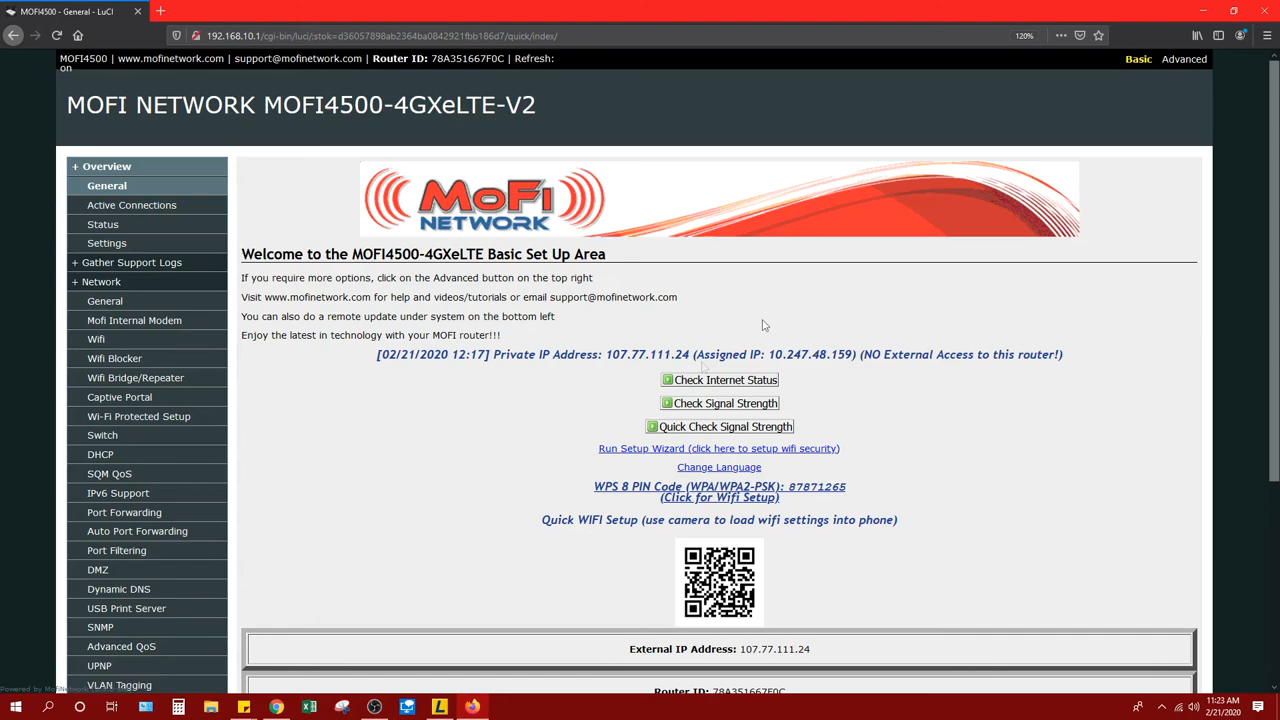 MOFI4500 - General - LuCI
192.168.10.1/cgi-bin/luci/;stok=d36057898ab2364ba0842921fbb186d7/quick/index/
120%
MOFI4500 | www.mofinetwork.com | support@mofinetwork.com | Router ID: 78A351667F0C | Refresh: on
Basic Advanced
MOFI NETWORK MOFI4500-4GXeLTE-V2
+ Overview
General
Active Connections
Status
Settings
+ Gather Support Logs
+ Network
General
Mofi Internal Modem
Wifi
Wifi Blocker
Wifi Bridge/Repeater
Captive Portal
Wi-Fi Protected Setup
Switch
DHCP
SQM QoS
IPv6 Support
Port Forwarding
Auto Port Forwarding
Port Filtering
DMZ
Dynamic DNS
USB Print Server
SNMP
Advanced QoS
UPNP
VLAN Tagging
MoFi
NETWORK
Welcome to the MOFI4500-4GXeLTE Basic Set Up Area
If you require more options, click on the Advanced button on the top right
Visit www.mofinetwork.com for help and videos/tutorials or email support@mofinetwork.com
You can also do a remote update under system on the bottom left
Enjoy the latest in technology with your MOFI router!!!
[02/21/2020 12:17] Private IP Address: 107.77.111.24 (Assigned IP: 10.247.48.159) (NO External Access to this router!)
Check Internet Status
Check Signal Strength
Quick Check Signal Strength
Run Setup Wizard (click here to setup wifi security)
Change Language
WPS 8 PIN Code (WPA/WPA2-PSK): 87871265
(Click for Wifi Setup)
Quick WIFI Setup (use camera to load wifi settings into phone)
External IP Address: 107.77.111.24
Router ID: 78A351667F0C
11:23 AM
2/21/2020